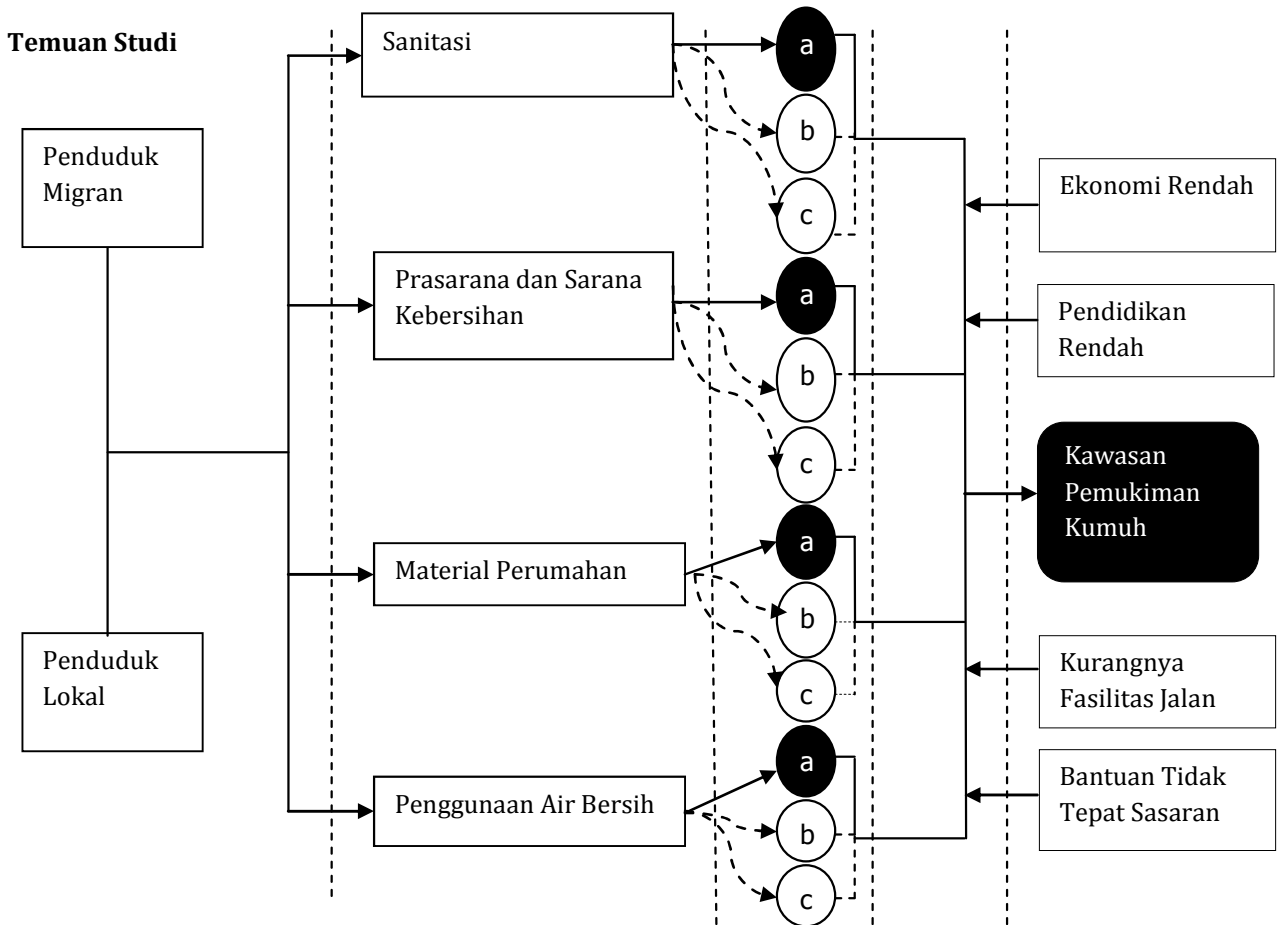 Temuan Studi
Penduduk
Migran
Penduduk
Lokal
Sanitasi
Prasarana dan Sarana
Kebersihan
Material Perumahan
Penggunaan Air Bersih
a
b
c
a
b
c
a
b
c
a
b
c
Ekonomi Rendah
Pendidikan
Rendah
Kawasan
Pemukiman
Kumuh
Kurangnya
Fasilitas Jalan
Bantuan Tidak
Tepat Sasaran